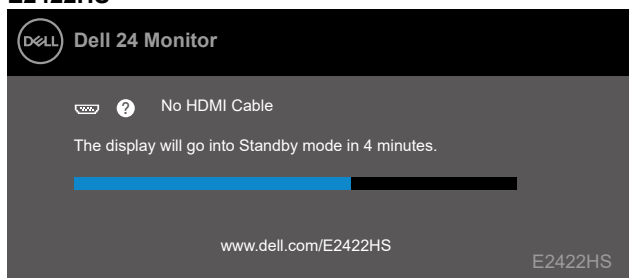 E2422HS
DELL Dell 24 Monitor
? No HDMI Cable
The display will go into Standby mode in 4 minutes.
www.dell.com/E2422HS
E2422HS